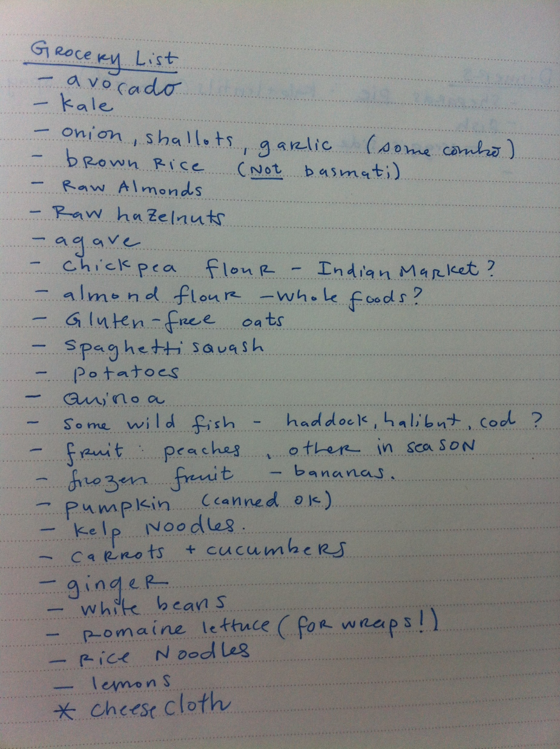 Grocery List
- avocado
- kale
- onion, shallots, garlic (some combo)
- brown Rice (Not basmati)
- Raw Almonds
- Raw hazelnuts
- agave
- chickpea flour - Indian Market?
- almond flour - whole foods?
- Gluten-free oats
- spaghetti squash
- potatoes
- Quinoa
- some wild fish - haddock, halibut, cod ?
- fruit: peaches, other in season
- frozen fruit - bananas.
- pumpkin (canned ok)
- kelp Noodles.
- carrots + cucumbers
- ginger
- white beans
- romaine lettuce (for wraps!)
- Rice Noodles
- lemons
* cheese cloth